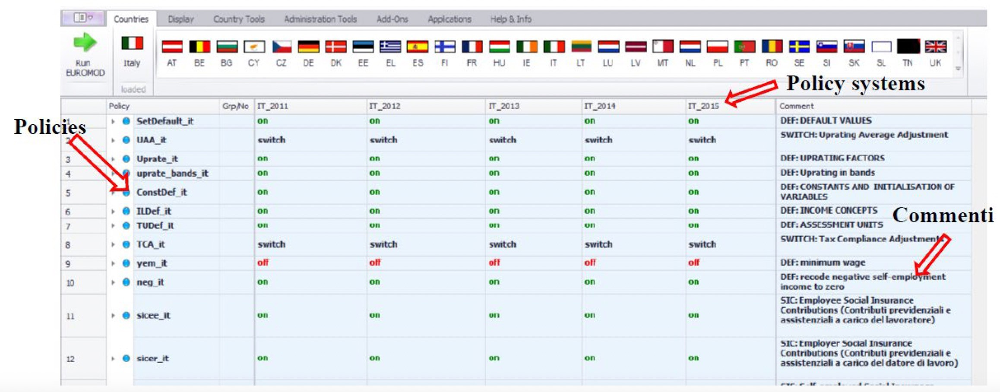 Countries Display Country Tools Administration Tools Add-Ons Applications Help & Info
Run
EUROMOD
Italy
loaded
AT BE BG CY CZ DE DK EE EL ES FI FR HU IE IT LT LU LV MT NL PL PT RO SE SI SK SL TN UK
Policy systems
Policy Grp/No IT_2011 IT_2012 IT_2013 IT_2014 IT_2015 Comment
Policies
1 SetDefault_it on on on on on DEF: DEFAULT VALUES
2 UAA_it switch switch switch switch switch SWITCH: Uprating Average Adjustment
3 Uprate_it on on on on on DEF: UPRATING FACTORS
4 uprate_bands_it on on on on on DEF: Uprating in bands
5 ConstDef_it on on on on on DEF: CONSTANTS AND INITIALISATION OF
VARIABLES
6 ILDef_it on on on on on DEF: INCOME CONCEPTS
Commenti
7 TUDef_it on on on on on DEF: ASSESSMENT UNITS
8 TCA_it switch switch switch switch switch SWITCH: Tax Compliance Adjustments
9 yem_it off off off off off DEF: minimum wage
10 neg_it on on on on on DEF: recode negative self-employment
income to zero
11 sicee_it on on on on on SIC: Employee Social Insurance
Contributions (Contributi previdenziali e
assistenziali a carico del lavoratore)
12 sicer_it on on on on on SIC: Employer Social Insurance
Contributions (Contributi previdenziali e
assistenziali a carico del datore di lavoro)